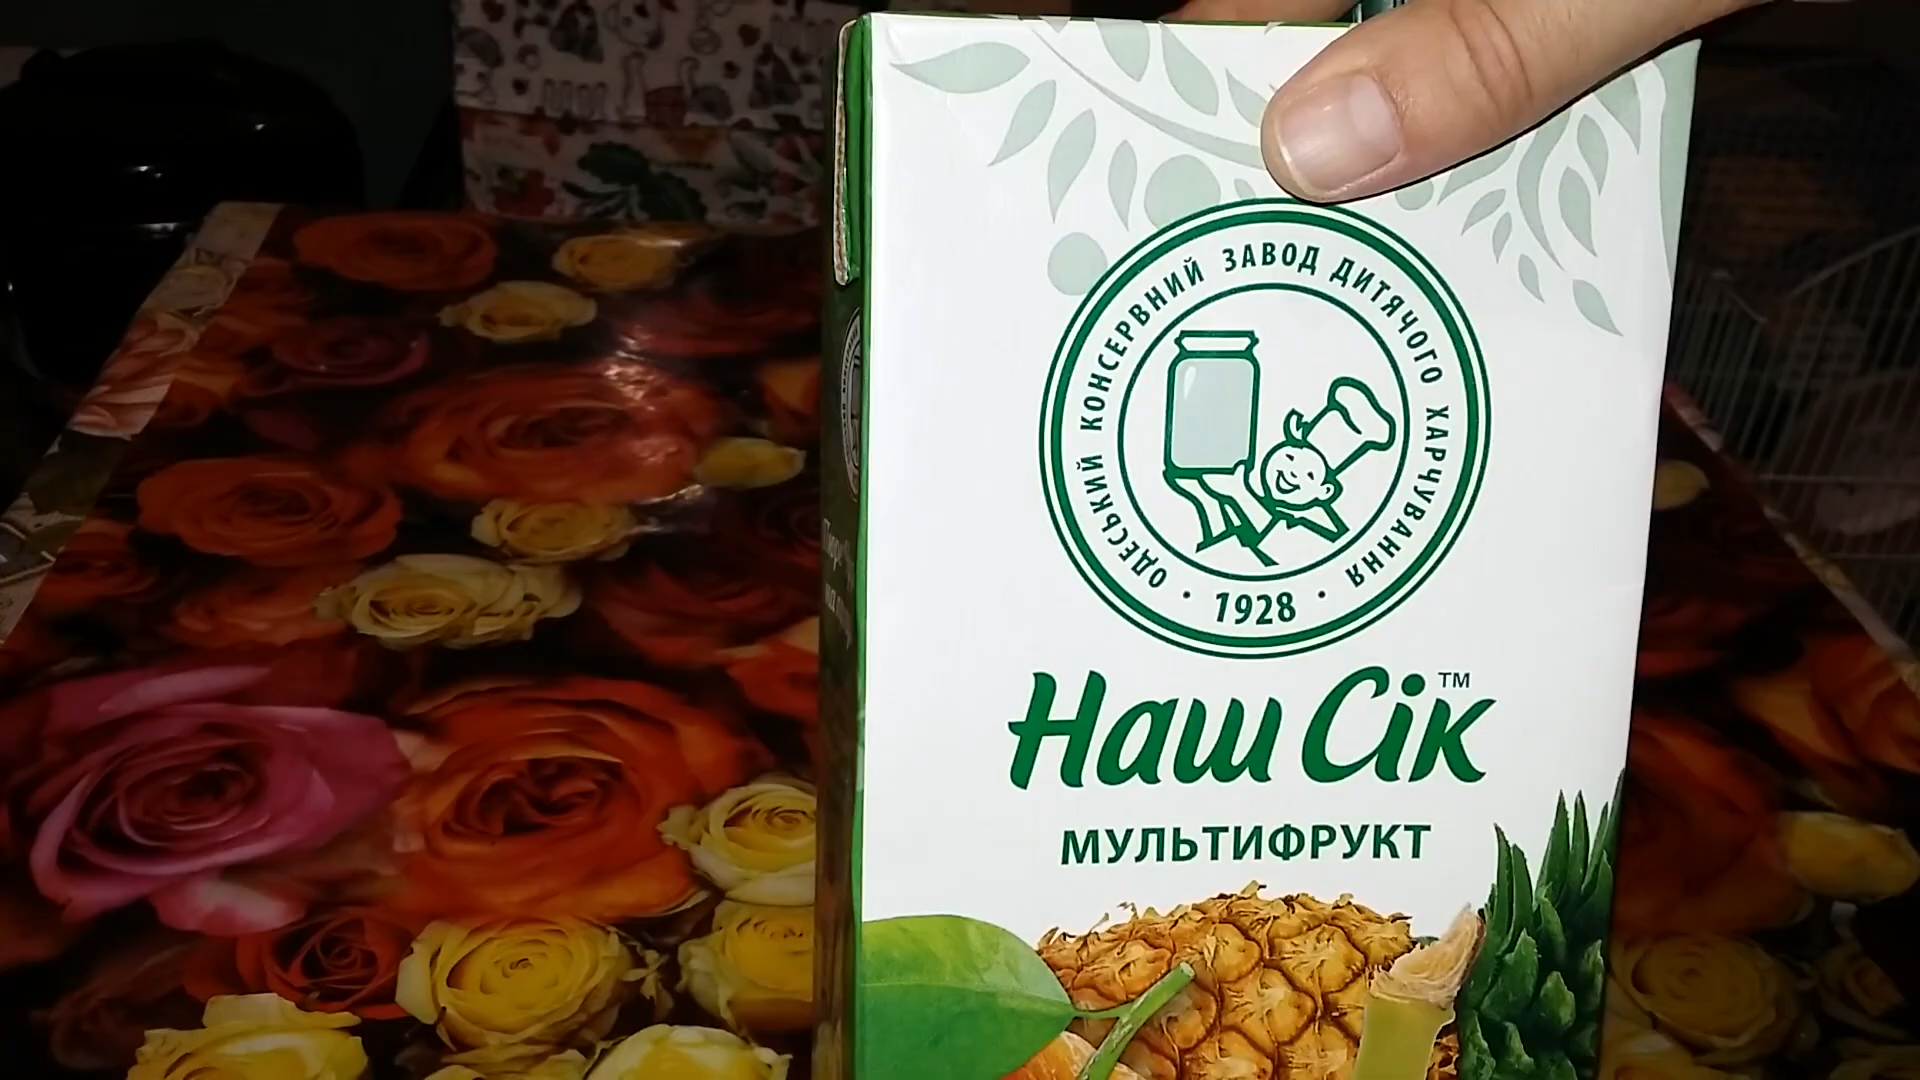 ОДЕСЬКИЙ КОНСЕРВНИЙ ЗАВОД ДИТЯЧОГО ХАРЧУВАННЯ
• 1928 •
Наш Сік™
МУЛЬТИФРУКТ